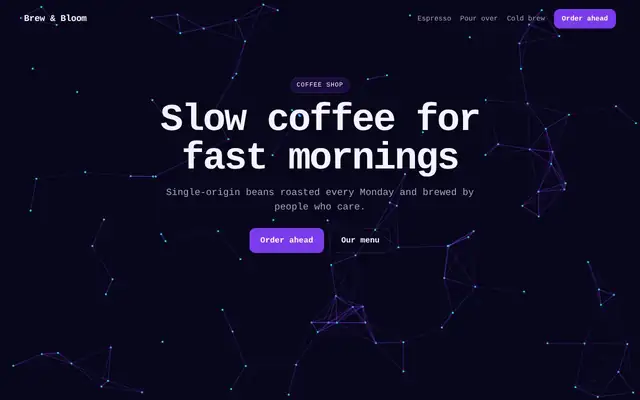 Brew & Bloom
Espresso Pour over Cold brew Order ahead
COFFEE SHOP
Slow coffee for
fast mornings
Single-origin beans roasted every Monday and brewed by
people who care.
Order ahead Our menu